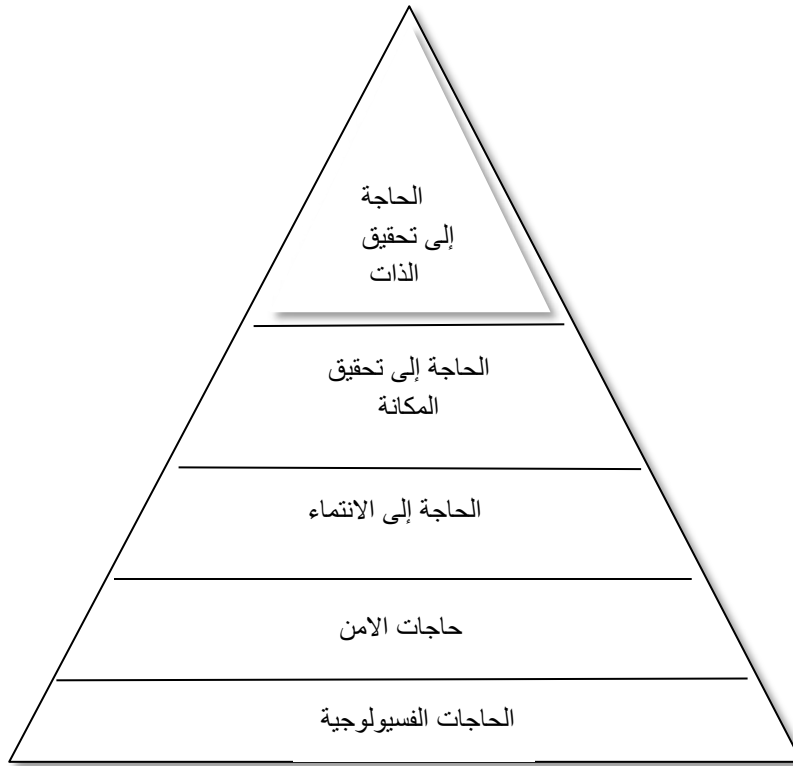 الحاجة
إلى تحقيق
الذات
الحاجة إلى تحقيق
المكانة
الحاجة إلى الانتماء
حاجات الامن
الحاجات الفسيولوجية